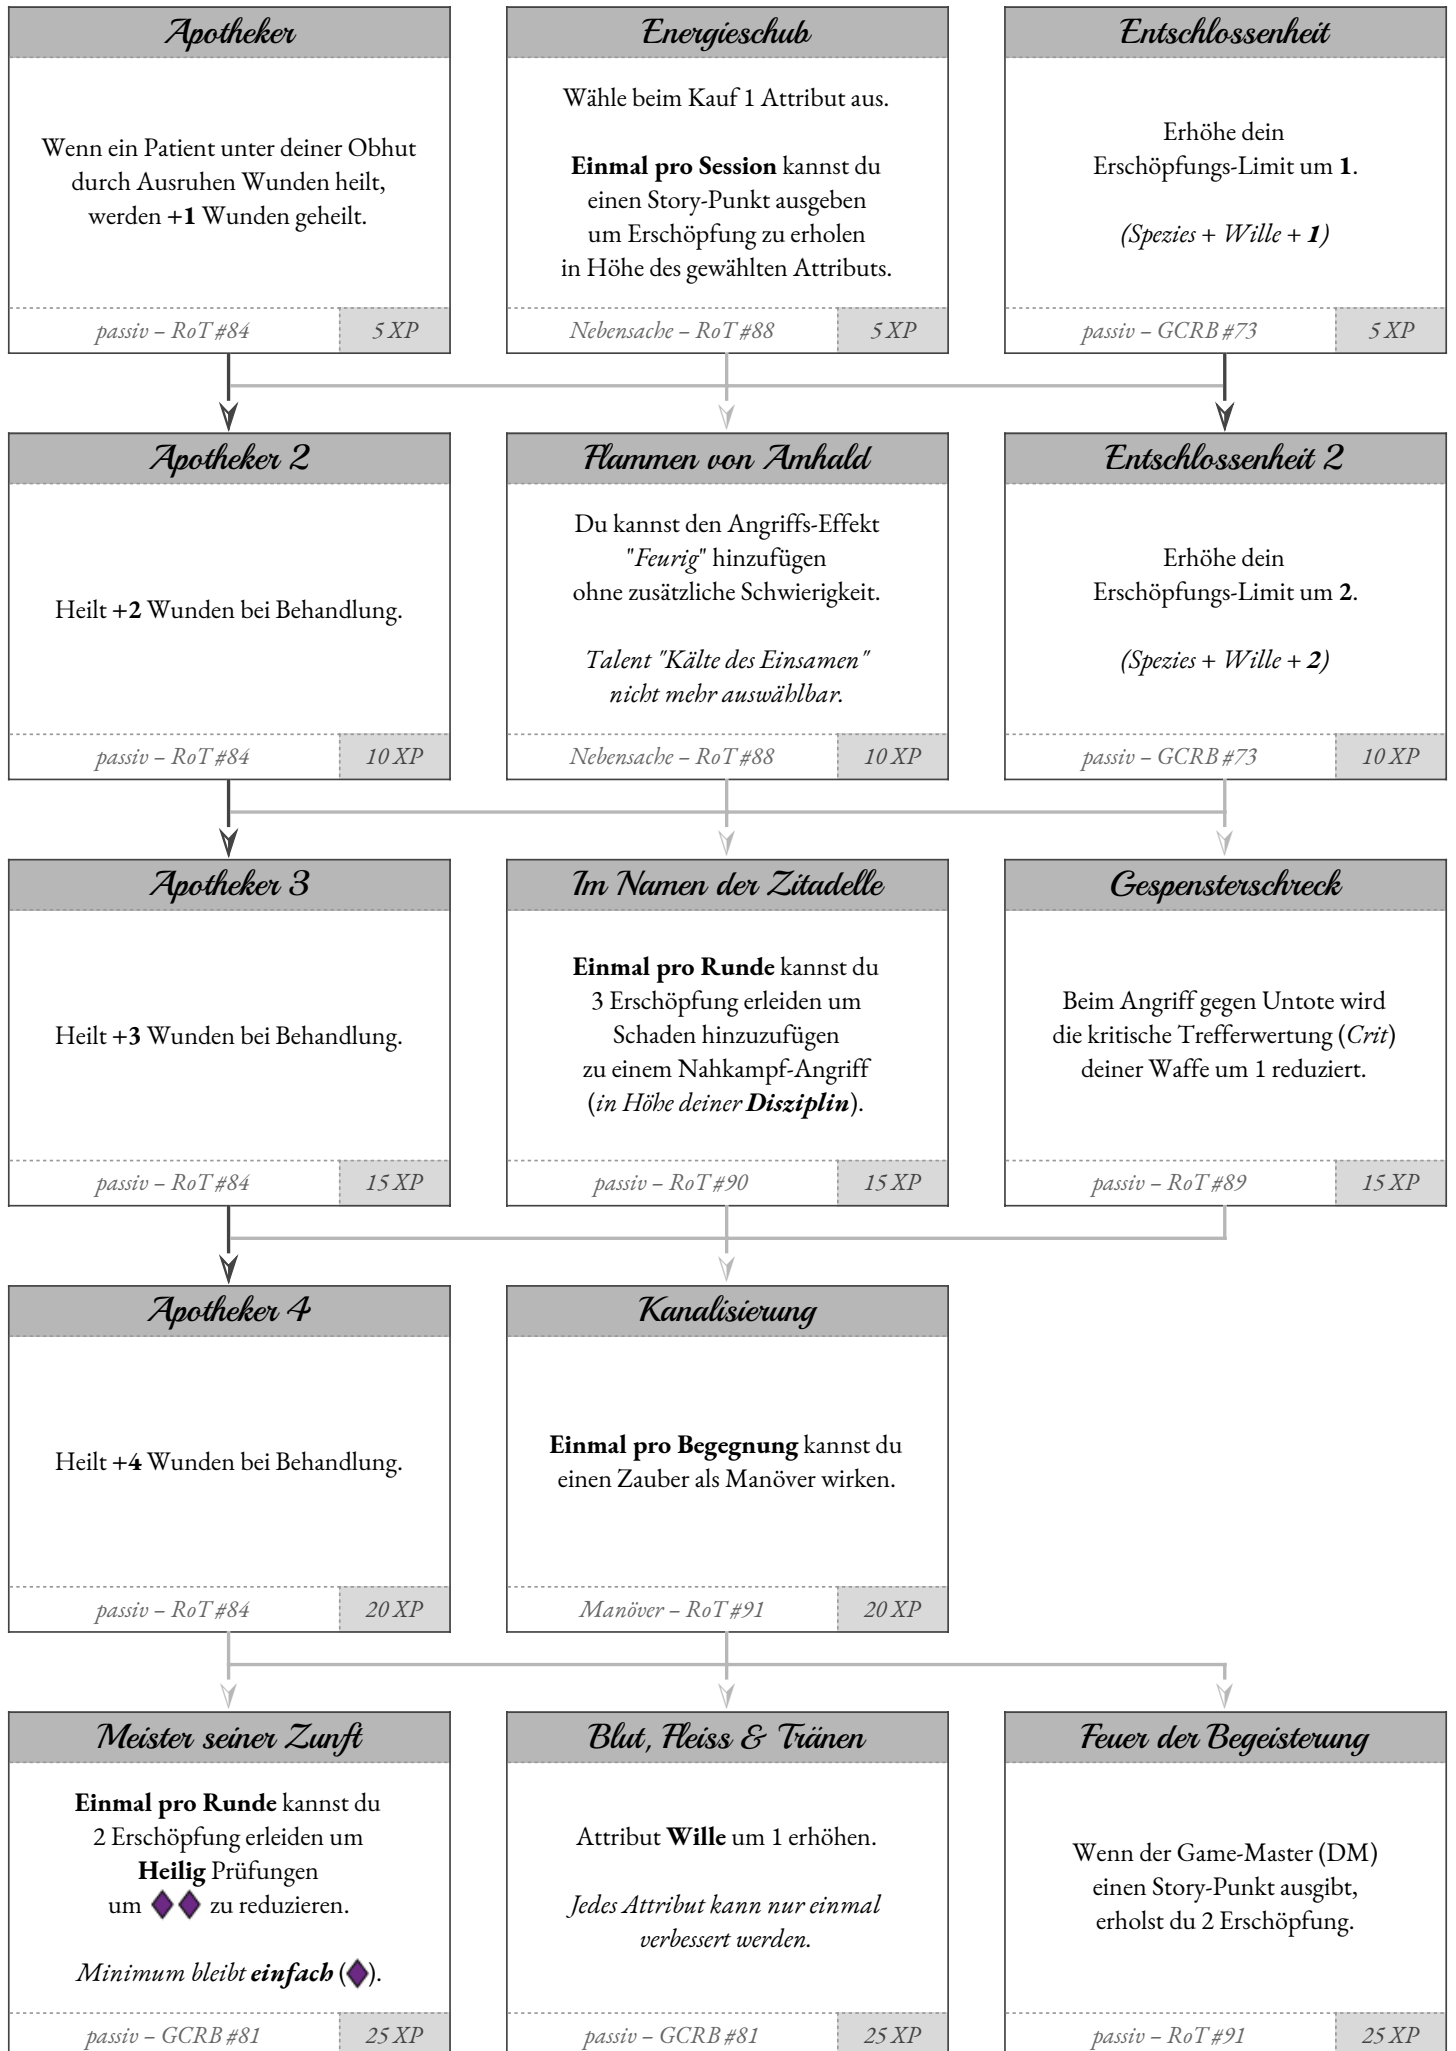 Apotheker
Wenn ein Patient unter deiner Obhut
durch Ausruhen Wunden heilt,
werden +1 Wunden geheilt.
passiv – RoT #84
5 XP
Energieschub
Wähle beim Kauf 1 Attribut aus.
Einmal pro Session kannst du
einen Story-Punkt ausgeben
um Erschöpfung zu erholen
in Höhe des gewählten Attributs.
Nebensache – RoT #88
5 XP
Entschlossenheit
Erhöhe dein
Erschöpfungs-Limit um 1.
(Spezies + Wille + 1)
passiv – GCRB #73
5 XP
Apotheker 2
Heilt +2 Wunden bei Behandlung.
passiv – RoT #84
10 XP
Flammen von Amhald
Du kannst den Angriffs-Effekt
"Feurig" hinzufügen
ohne zusätzliche Schwierigkeit.
Talent "Kälte des Einsamen"
nicht mehr auswählbar.
Nebensache – RoT #88
10 XP
Entschlossenheit 2
Erhöhe dein
Erschöpfungs-Limit um 2.
(Spezies + Wille + 2)
passiv – GCRB #73
10 XP
Apotheker 3
Heilt +3 Wunden bei Behandlung.
passiv – RoT #84
15 XP
Im Namen der Zitadelle
Einmal pro Runde kannst du
3 Erschöpfung erleiden um
Schaden hinzuzufügen
zu einem Nahkampf-Angriff
(in Höhe deiner Disziplin).
passiv – RoT #90
15 XP
Gespensterschreck
Beim Angriff gegen Untote wird
die kritische Trefferwertung (Crit)
deiner Waffe um 1 reduziert.
passiv – RoT #89
15 XP
Apotheker 4
Heilt +4 Wunden bei Behandlung.
passiv – RoT #84
20 XP
Kanalisierung
Einmal pro Begegnung kannst du
einen Zauber als Manöver wirken.
Manöver – RoT #91
20 XP
Meister seiner Zunft
Einmal pro Runde kannst du
2 Erschöpfung erleiden um
Heilig Prüfungen
um ♦♦ zu reduzieren.
Minimum bleibt einfach (♦).
passiv – GCRB #81
25 XP
Blut, Fleiss & Tränen
Attribut Wille um 1 erhöhen.
Jedes Attribut kann nur einmal
verbessert werden.
passiv – GCRB #81
25 XP
Feuer der Begeisterung
Wenn der Game-Master (DM)
einen Story-Punkt ausgibt,
erholst du 2 Erschöpfung.
passiv – RoT #91
25 XP